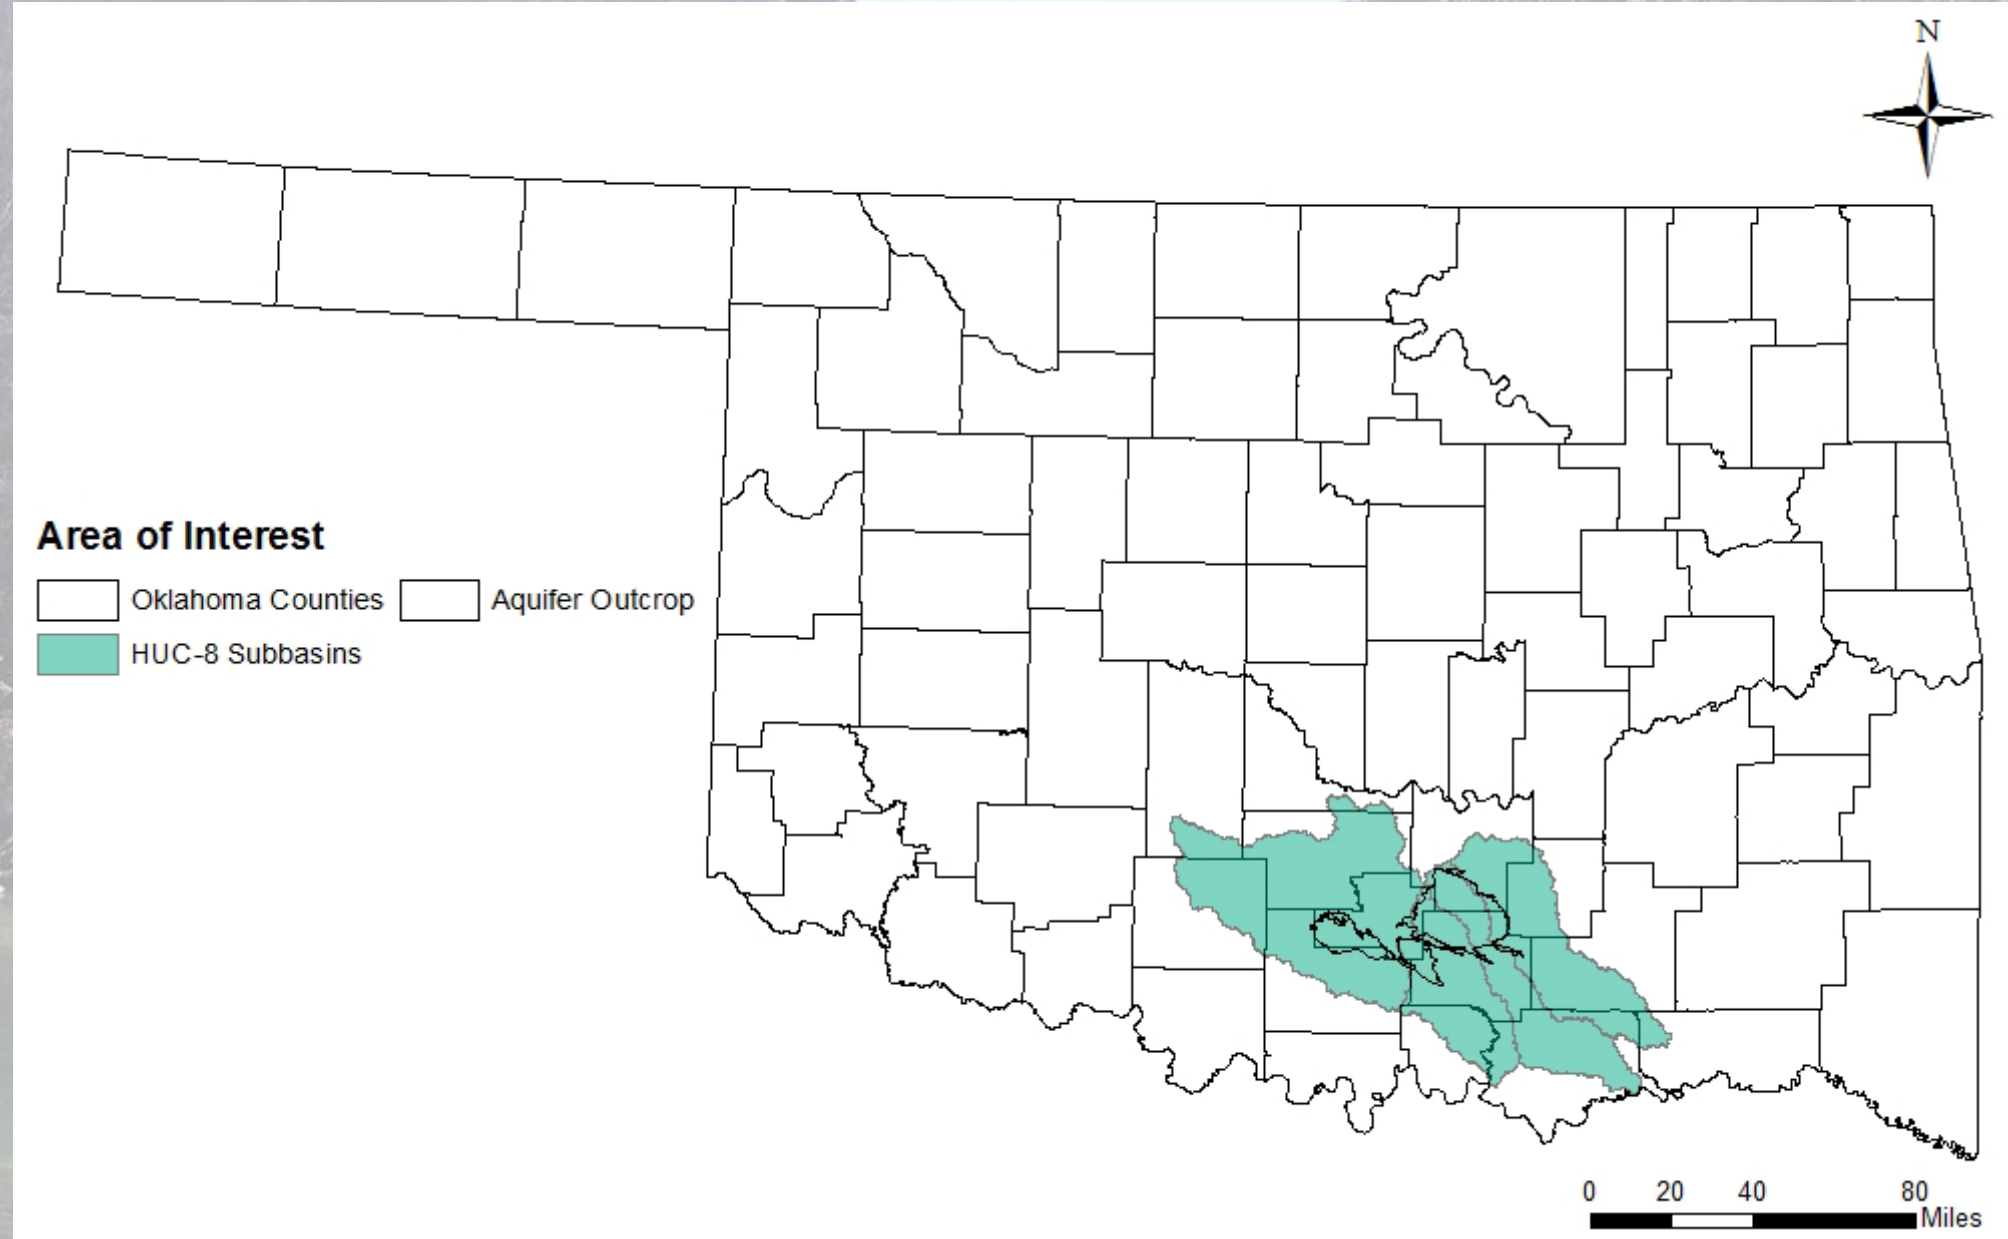 N
Area of Interest
Oklahoma Counties Aquifer Outcrop
HUC-8 Subbasins
0 20 40 80
Miles